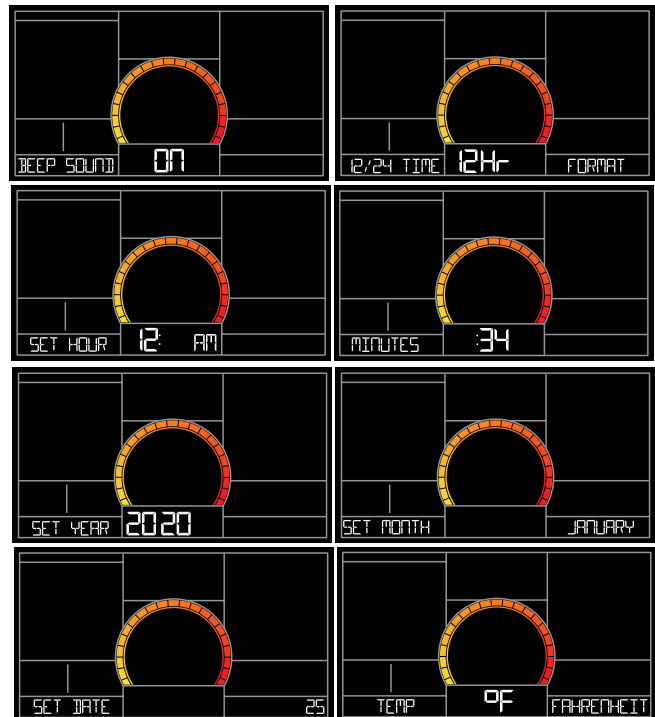 BEEP SOUND ON
12/24 TIME 12Hr FORMAT
SET HOUR 12: AM
MINUTES :34
SET YEAR 2020
SET MONTH JANUARY
SET DATE 25
TEMP °F FAHRENHEIT